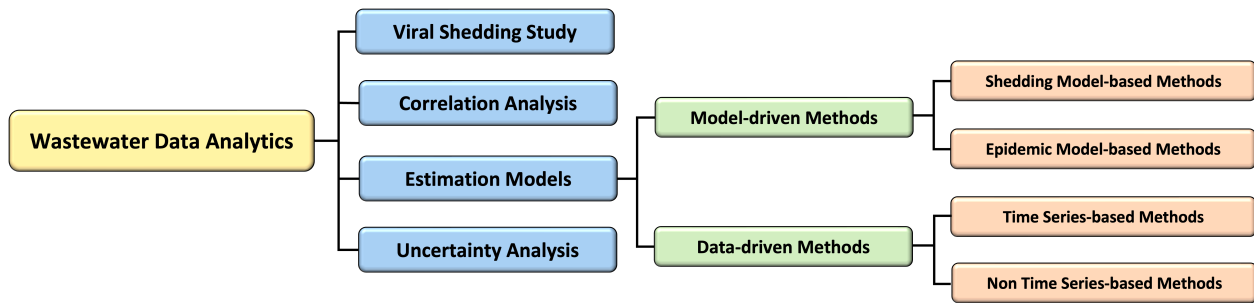 Wastewater Data Analytics
Viral Shedding Study
Correlation Analysis
Estimation Models
Uncertainty Analysis
Model-driven Methods
Data-driven Methods
Shedding Model-based Methods
Epidemic Model-based Methods
Time Series-based Methods
Non Time Series-based Methods